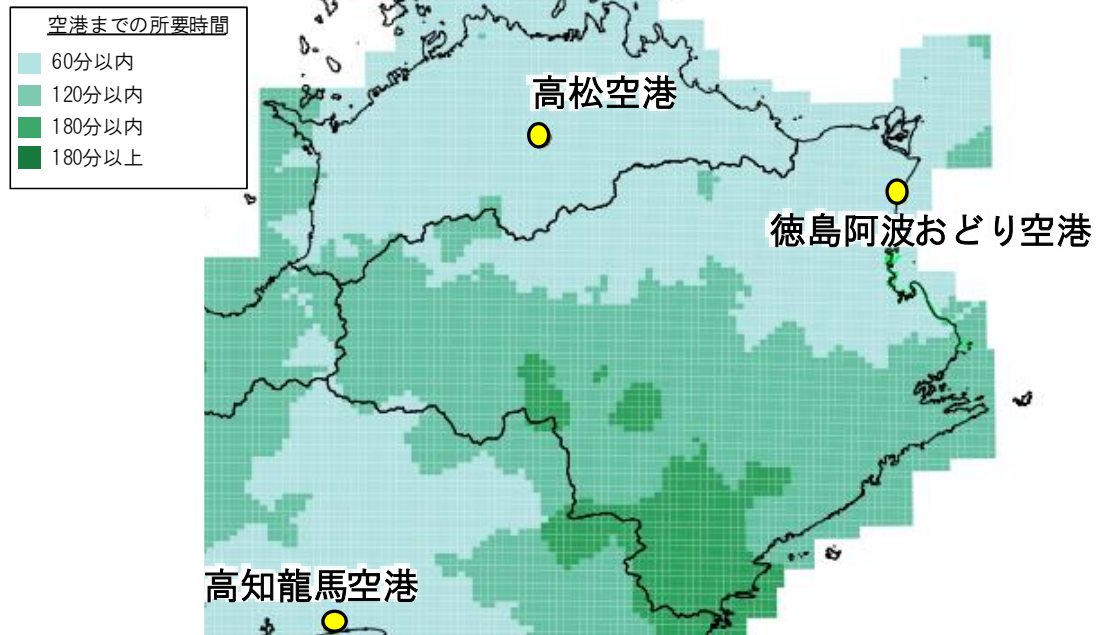 空港までの所要時間
60分以内
120分以内
180分以内
180分以上
高松空港
徳島阿波おどり空港
高知龍馬空港